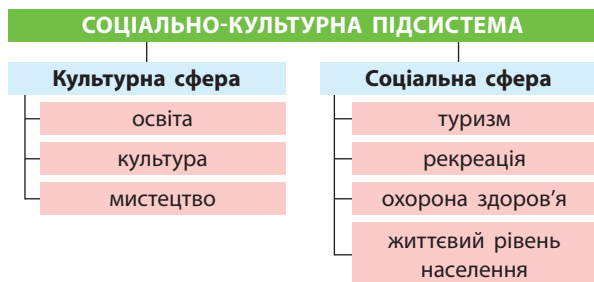 СОЦІАЛЬНО-КУЛЬТУРНА ПІДСИСТЕМА
Культурна сфера
освіта
культура
мистецтво
Соціальна сфера
туризм
рекреація
охорона здоров’я
життєвий рівень
населення